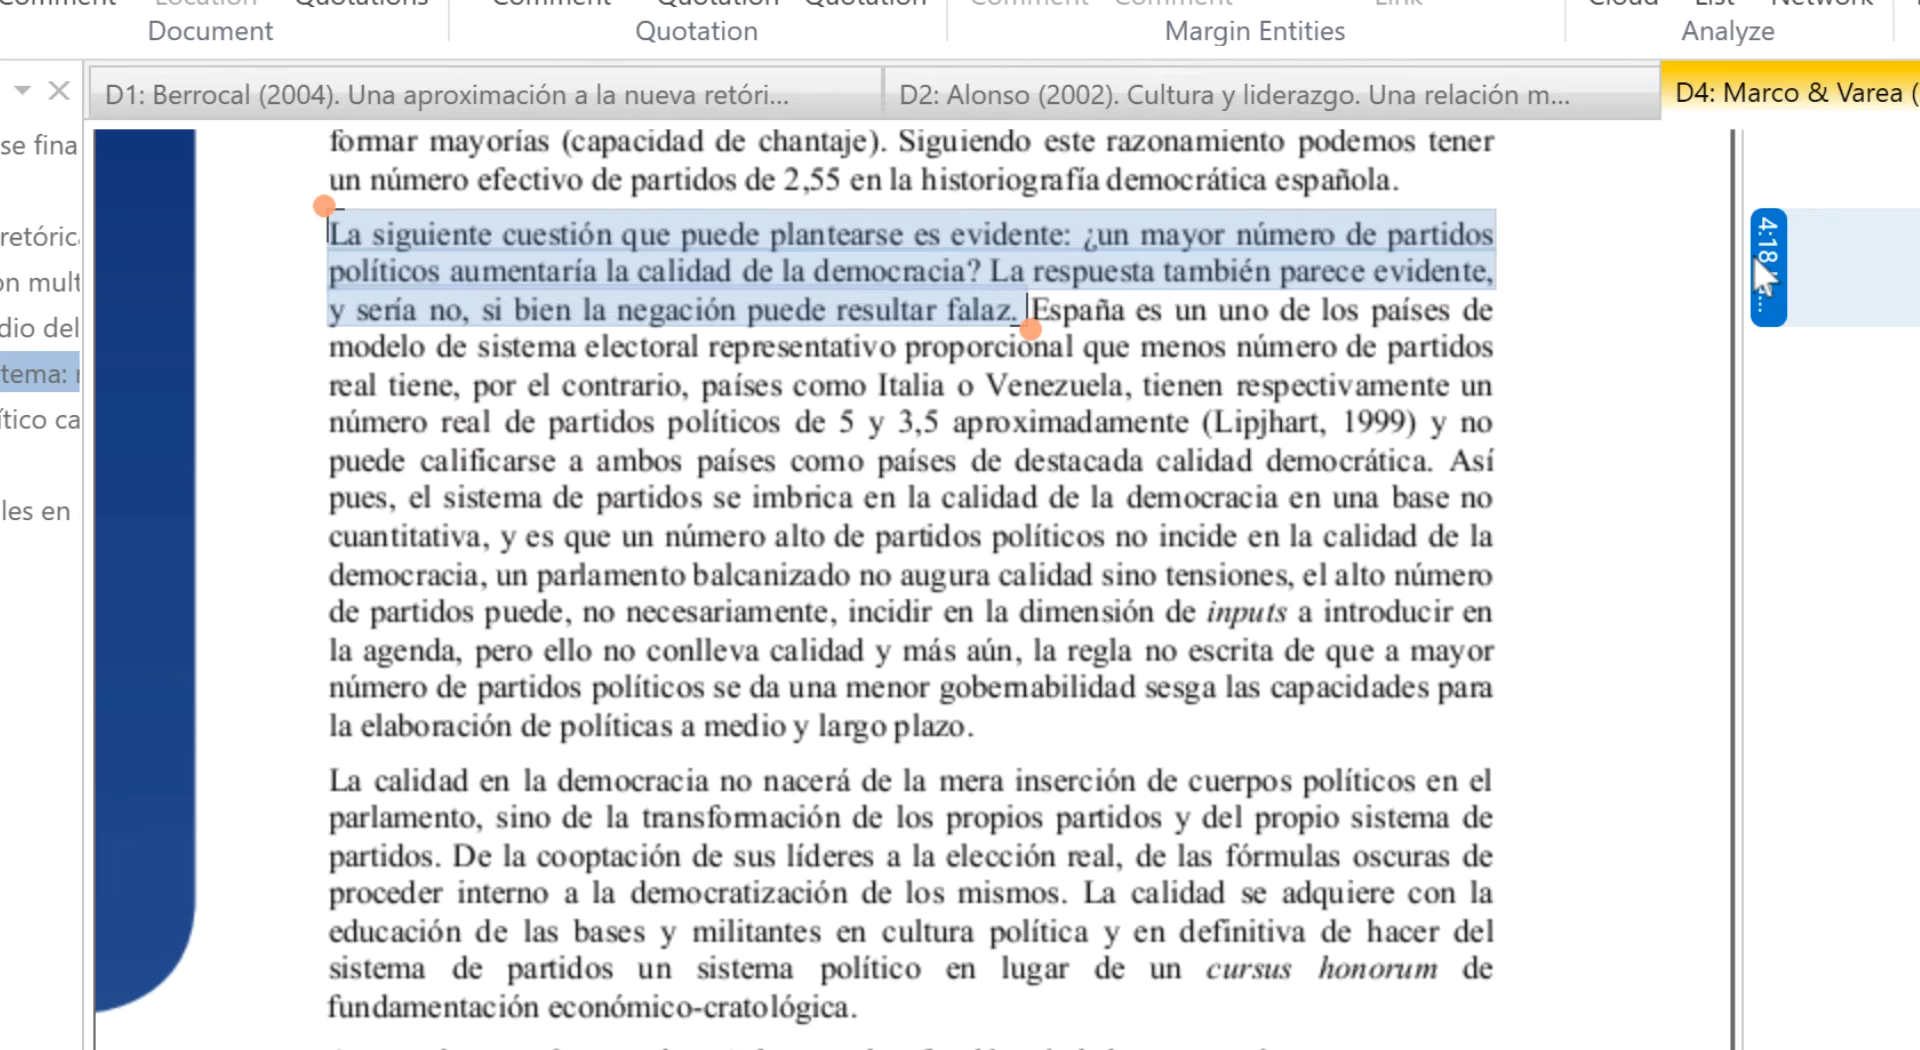 Document
Quotation
Margin Entities
Analyze
D1: Berrocal (2004). Una aproximación a la nueva retóri...
D2: Alonso (2002). Cultura y liderazgo. Una relación m...
D4: Marco & Varea (
se fina
retóric
ón mult
dio del
tema:
ítico ca
les en
formar mayorías (capacidad de chantaje). Siguiendo este razonamiento podemos tener
un número efectivo de partidos de 2,55 en la historiografía democrática española.
La siguiente cuestión que puede plantearse es evidente: ¿un mayor número de partidos
políticos aumentaría la calidad de la democracia? La respuesta también parece evidente,
y sería no, si bien la negación puede resultar falaz. España es un uno de los países de
modelo de sistema electoral representativo proporcional que menos número de partidos
real tiene, por el contrario, países como Italia o Venezuela, tienen respectivamente un
número real de partidos políticos de 5 y 3,5 aproximadamente (Lipjhart, 1999) y no
puede calificarse a ambos países como países de destacada calidad democrática. Así
pues, el sistema de partidos se imbrica en la calidad de la democracia en una base no
cuantitativa, y es que un número alto de partidos políticos no incide en la calidad de la
democracia, un parlamento balcanizado no augura calidad sino tensiones, el alto número
de partidos puede, no necesariamente, incidir en la dimensión de inputs a introducir en
la agenda, pero ello no conlleva calidad y más aún, la regla no escrita de que a mayor
número de partidos políticos se da una menor gobernabilidad sesga las capacidades para
la elaboración de políticas a medio y largo plazo.
La calidad en la democracia no nacerá de la mera inserción de cuerpos políticos en el
parlamento, sino de la transformación de los propios partidos y del propio sistema de
partidos. De la cooptación de sus líderes a la elección real, de las fórmulas oscuras de
proceder interno a la democratización de los mismos. La calidad se adquiere con la
educación de las bases y militantes en cultura política y en definitiva de hacer del
sistema de partidos un sistema político en lugar de un cursus honorum de
fundamentación económico-cratológica.
4:18